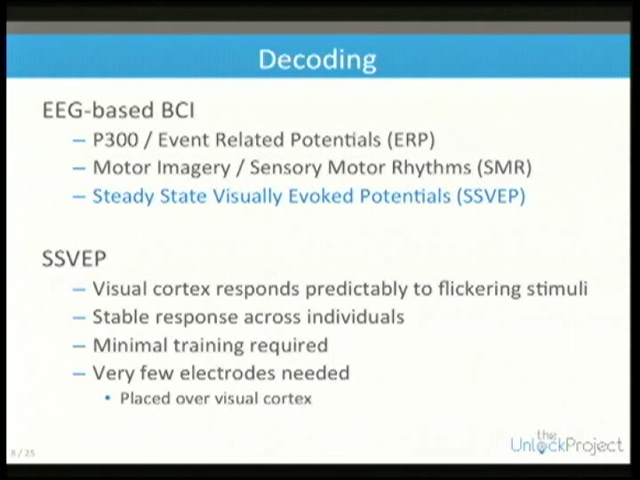 Decoding
EEG-based BCI
– P300 / Event Related Potentials (ERP)
– Motor Imagery / Sensory Motor Rhythms (SMR)
– Steady State Visually Evoked Potentials (SSVEP)
SSVEP
– Visual cortex responds predictably to flickering stimuli
– Stable response across individuals
– Minimal training required
– Very few electrodes needed
• Placed over visual cortex
8 / 25
the
UnlockProject